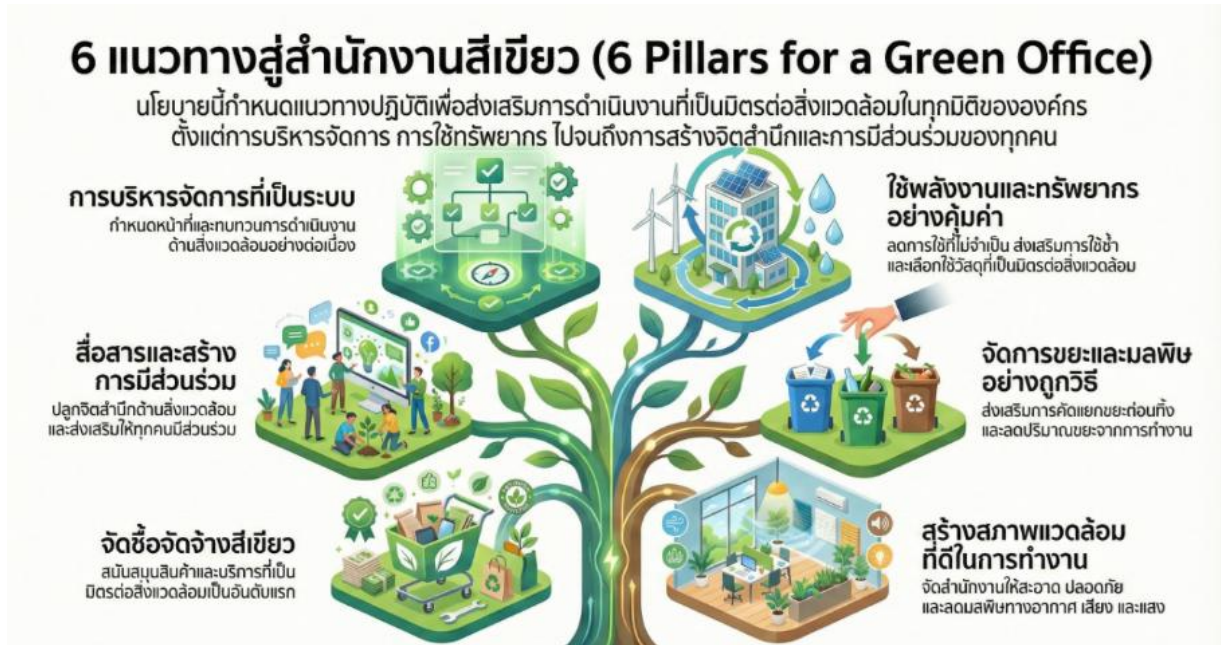 6 แนวทางสู่สำนักงานสีเขียว (6 Pillars for a Green Office)
นโยบายนี้กำหนดแนวทางปฏิบัติเพื่อส่งเสริมการดำเนินงานที่เป็นมิตรต่อสิ่งแวดล้อมในทุกมิติขององค์กร
ตั้งแต่การบริหารจัดการ การใช้ทรัพยากร ไปจนถึงการสร้างจิตสำนึกและการมีส่วนร่วมของทุกคน
การบริหารจัดการที่เป็นระบบ
กำหนดหน้าที่และทบทวนการดำเนินงาน
ด้านสิ่งแวดล้อมอย่างต่อเนื่อง
ใช้พลังงานและทรัพยากร
อย่างคุ้มค่า
ลดการใช้ที่ไม่จำเป็น ส่งเสริมการใช้ซ้ำ
และเลือกใช้วัสดุที่เป็นมิตรต่อสิ่งแวดล้อม
สื่อสารและสร้าง
การมีส่วนร่วม
ปลูกจิตสำนึกด้านสิ่งแวดล้อม
และส่งเสริมให้ทุกคนมีส่วนร่วม
จัดการขยะและมลพิษ
อย่างถูกวิธี
ส่งเสริมการคัดแยกขยะก่อนทิ้ง
และลดปริมาณขยะจากการทำงาน
จัดซื้อจัดจ้างสีเขียว
สนับสนุนสินค้าและบริการที่เป็น
มิตรต่อสิ่งแวดล้อมเป็นอันดับแรก
สร้างสภาพแวดล้อม
ที่ดีในการทำงาน
จัดสำนักงานให้สะอาด ปลอดภัย
และลดมลพิษทางอากาศ เสียง และแสง